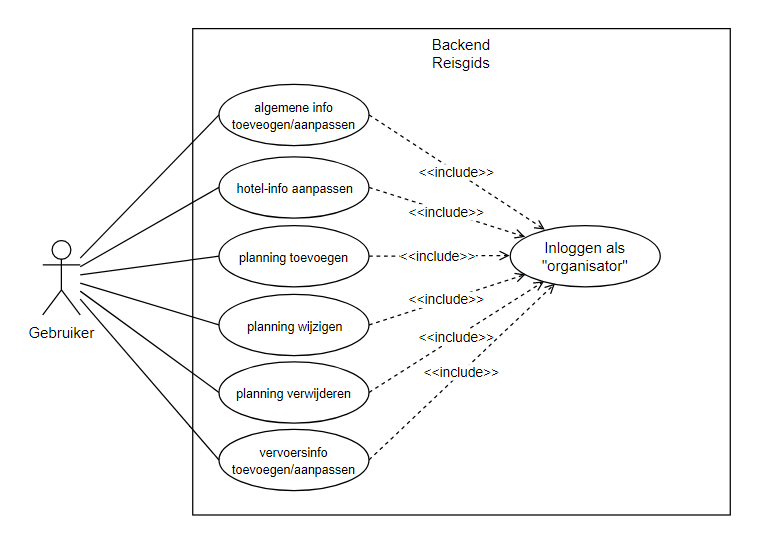 Backend
Reisgids
algemene info
toeveogen/aanpassen
<<include>>
hotel-info aanpassen
<<include>>
planning toevoegen
<<include>>
Inloggen als
"organisator"
Gebruiker
planning wijzigen
<<include>>
planning verwijderen
<<include>>
vervoersinfo
toevoegen/aanpassen
<<include>>